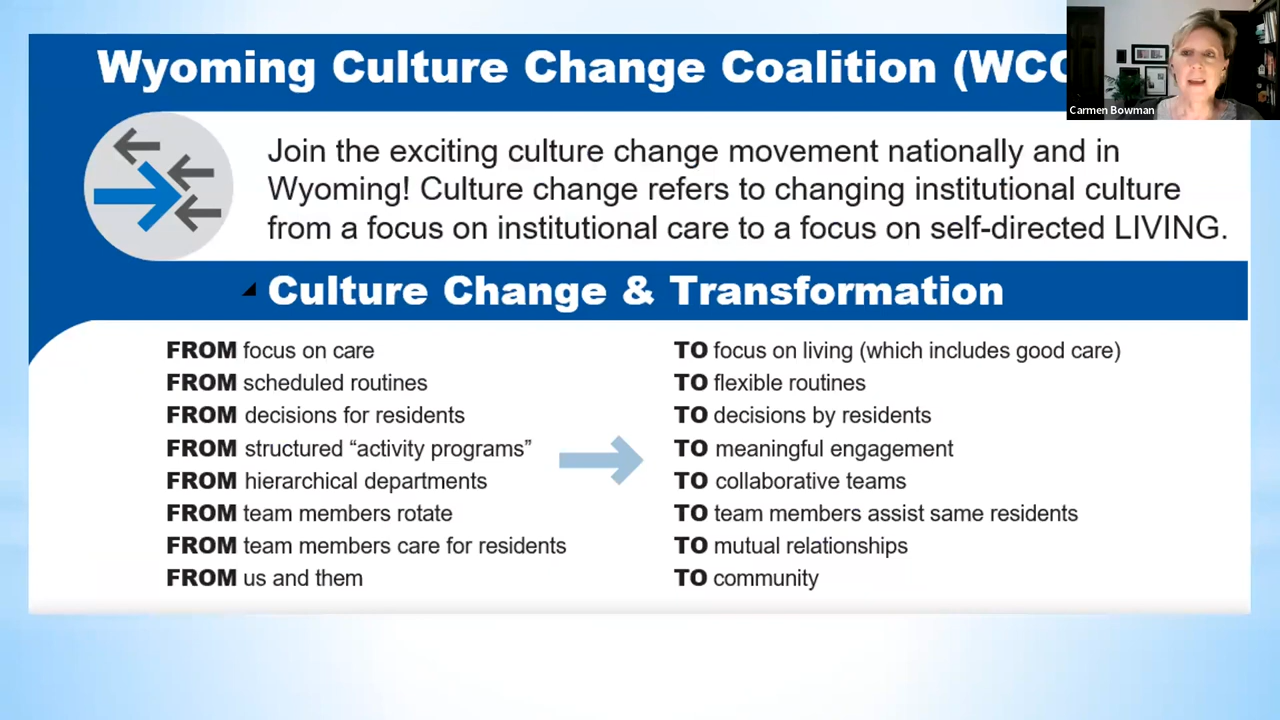 Wyoming Culture Change Coalition (WCC
Carmen Bowman
Join the exciting culture change movement nationally and in
Wyoming! Culture change refers to changing institutional culture
from a focus on institutional care to a focus on self-directed LIVING.
Culture Change & Transformation
FROM focus on care
FROM scheduled routines
FROM decisions for residents
FROM structured “activity programs”
FROM hierarchical departments
FROM team members rotate
FROM team members care for residents
FROM us and them
TO focus on living (which includes good care)
TO flexible routines
TO decisions by residents
TO meaningful engagement
TO collaborative teams
TO team members assist same residents
TO mutual relationships
TO community